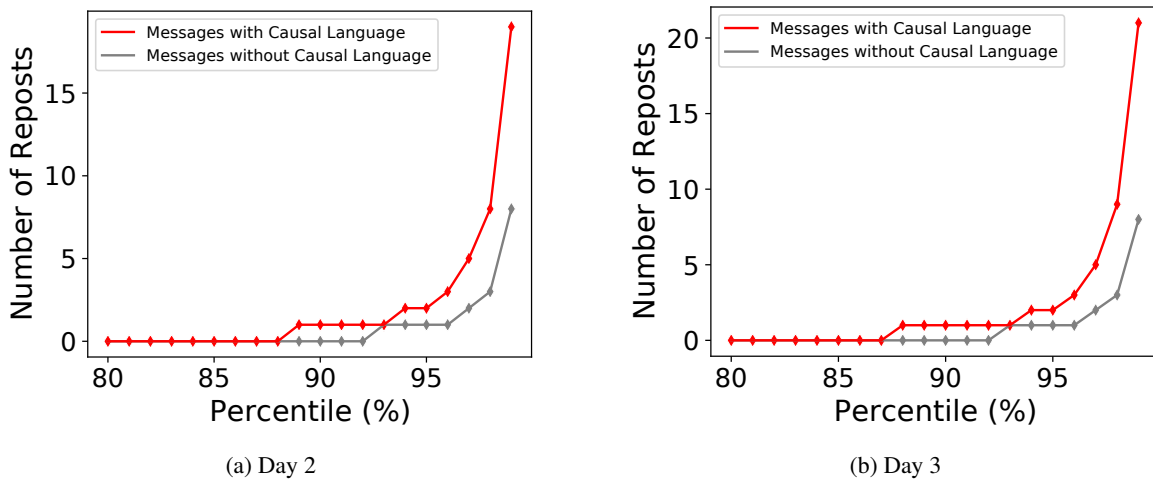 Messages with Causal Language
Messages without Causal Language
Number of Reposts
15
10
5
0
80
85
90
95
Percentile (%)
(a) Day 2
Messages with Causal Language
Messages without Causal Language
Number of Reposts
20
15
10
5
0
80
85
90
95
Percentile (%)
(b) Day 3